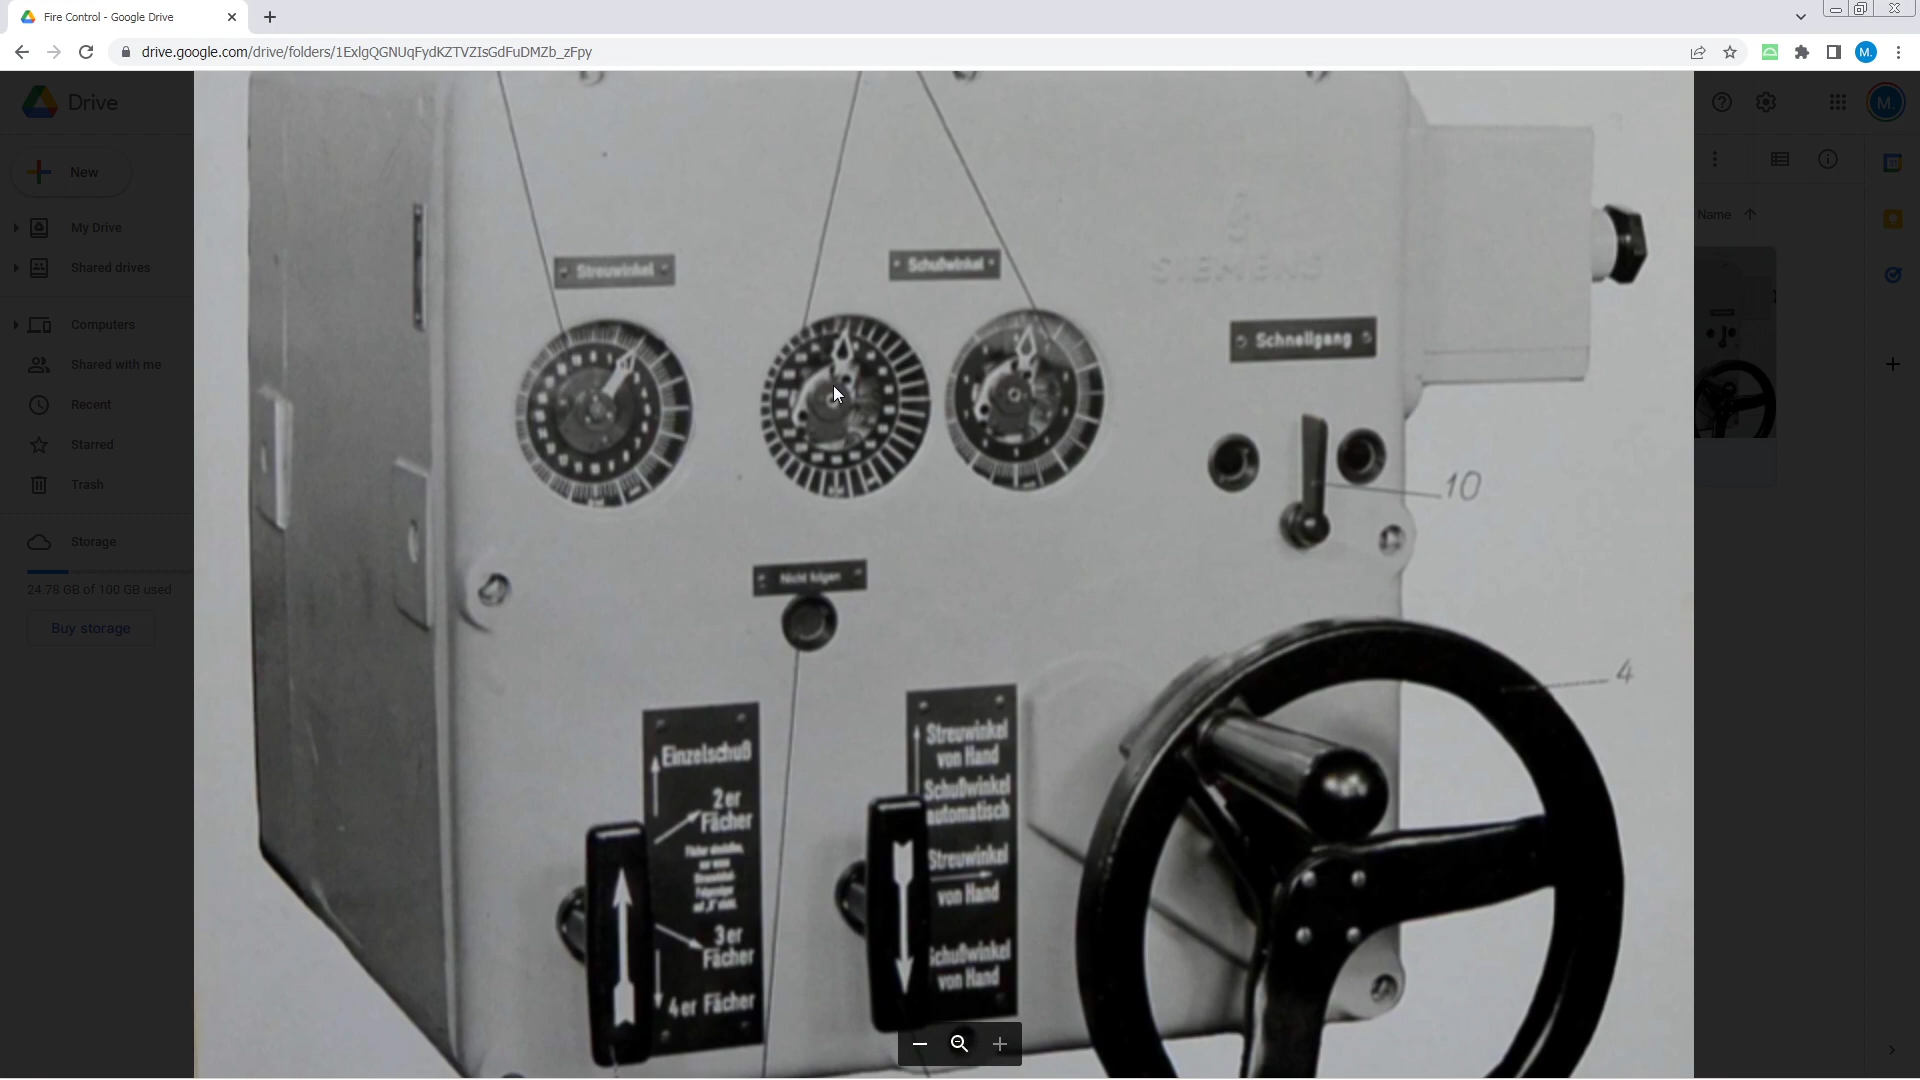 Fire Control - Google Drive
drive.google.com/drive/folders/1ExlgQGNUqFydKZTVZIsGdFuDMZb_zFpy
M.
Drive
M.
New
My Drive
Shared drives
Computers
Shared with me
Recent
Starred
Trash
Storage
24.78 GB of 100 GB used
Buy storage
Name
Streuwinkel
Schußwinkel
SIEMENS
Schnellgang
10
Nicht folgen
4
Einzelschuß
2er
Fächer
3er
Fächer
4er Fächer
Streuwinkel
von Hand
Schußwinkel
automatisch
Streuwinkel
von Hand
Schußwinkel
von Hand